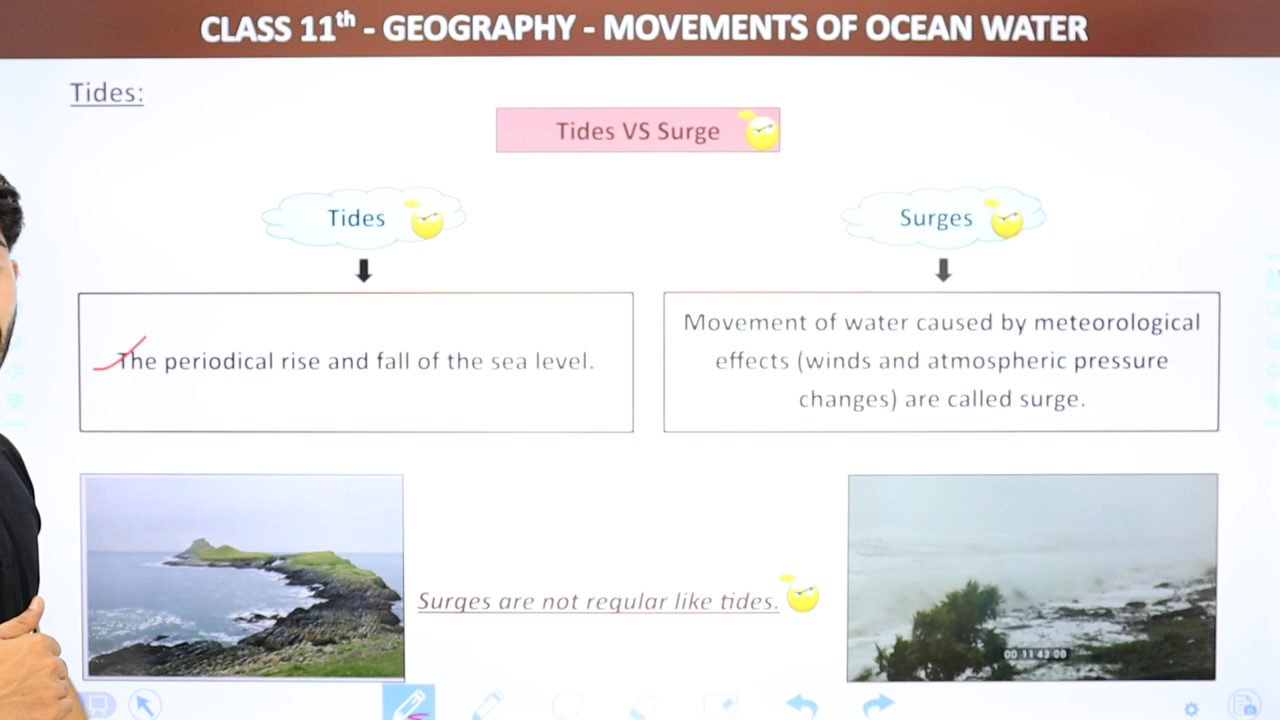 CLASS 11th - GEOGRAPHY - MOVEMENTS OF OCEAN WATER
Tides:
Tides VS Surge
Tides
Surges
The periodical rise and fall of the sea level.
Movement of water caused by meteorological
effects (winds and atmospheric pressure
changes) are called surge.
Surges are not regular like tides.
00 11 43 08